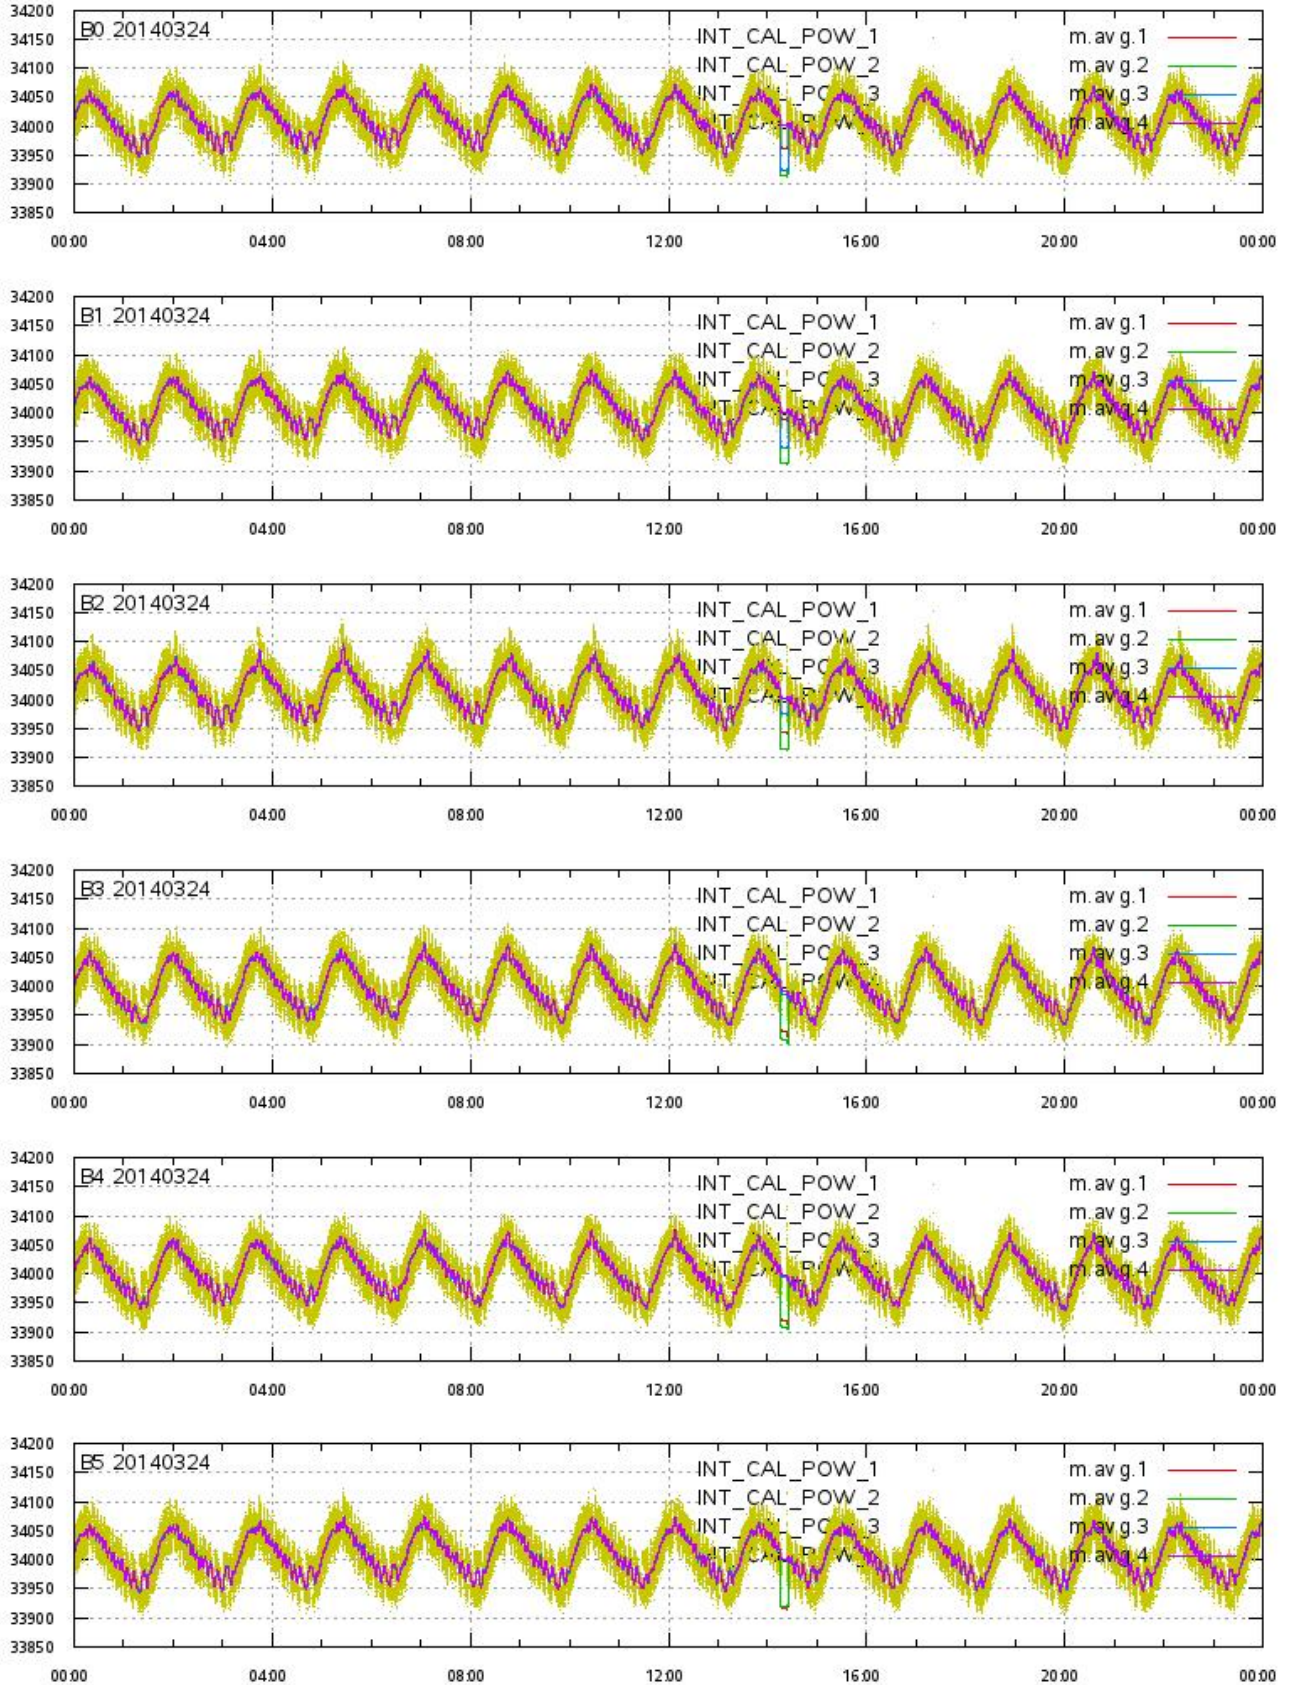 34200
34150 B0 20140324 INT_CAL_POW_1 m.avg.1
34100 INT_CAL_POW_2 m.avg.2
34050 INT_CAL_POW_3 m.avg.3
34000 m.avg.4
33950
33900
33850
00:00 04:00 08:00 12:00 16:00 20:00 00:00
34200
34150 B1 20140324 INT_CAL_POW_1 m.avg.1
34100 INT_CAL_POW_2 m.avg.2
34050 INT_CAL_POW_3 m.avg.3
34000 m.avg.4
33950
33900
33850
00:00 04:00 08:00 12:00 16:00 20:00 00:00
34200
34150 B2 20140324 INT_CAL_POW_1 m.avg.1
34100 INT_CAL_POW_2 m.avg.2
34050 INT_CAL_POW_3 m.avg.3
34000 m.avg.4
33950
33900
33850
00:00 04:00 08:00 12:00 16:00 20:00 00:00
34200
34150 B3 20140324 INT_CAL_POW_1 m.avg.1
34100 INT_CAL_POW_2 m.avg.2
34050 INT_CAL_POW_3 m.avg.3
34000 m.avg.4
33950
33900
33850
00:00 04:00 08:00 12:00 16:00 20:00 00:00
34200
34150 B4 20140324 INT_CAL_POW_1 m.avg.1
34100 INT_CAL_POW_2 m.avg.2
34050 INT_CAL_POW_3 m.avg.3
34000 m.avg.4
33950
33900
33850
00:00 04:00 08:00 12:00 16:00 20:00 00:00
34200
34150 B5 20140324 INT_CAL_POW_1 m.avg.1
34100 INT_CAL_POW_2 m.avg.2
34050 INT_CAL_POW_3 m.avg.3
34000 m.avg.4
33950
33900
33850
00:00 04:00 08:00 12:00 16:00 20:00 00:00